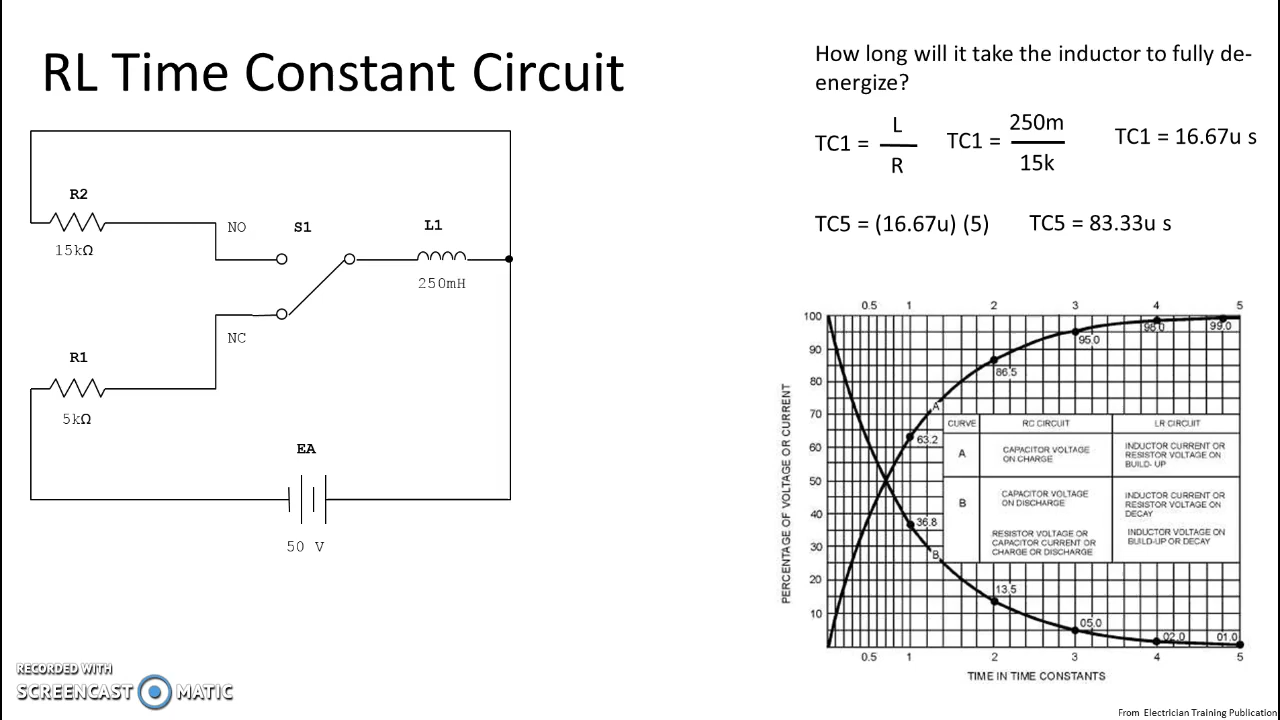 RL Time Constant Circuit
How long will it take the inductor to fully de-
energize?
TC1 = L / R
TC1 = 250m / 15k
TC1 = 16.67u s
TC5 = (16.67u) (5)
TC5 = 83.33u s
R2
15kΩ
NO
S1
L1
250mH
NC
R1
5kΩ
EA
50 V
0.5 1 2 3 4 5
100
90
80
70
60
50
40
30
20
10
PERCENTAGE OF VOLTAGE OR CURRENT
63.2
86.5
95.0
98.0
99.0
A
36.8
B
13.5
05.0
02.0
01.0
CURVE
RC CIRCUIT
LR CIRCUIT
A
CAPACITOR VOLTAGE
ON CHARGE
INDUCTOR CURRENT OR
RESISTOR VOLTAGE ON
BUILD- UP
B
CAPACITOR VOLTAGE
ON DISCHARGE
RESISTOR VOLTAGE OR
CAPACITOR CURRENT OR
CHARGE OR DISCHARGE
INDUCTOR CURRENT OR
RESISTOR VOLTAGE ON
DECAY
INDUCTOR VOLTAGE ON
BUILD-UP OR DECAY
0.5 1 2 3 4 5
TIME IN TIME CONSTANTS
RECORDED WITH
SCREENCAST MATIC
From Electrician Training Publication